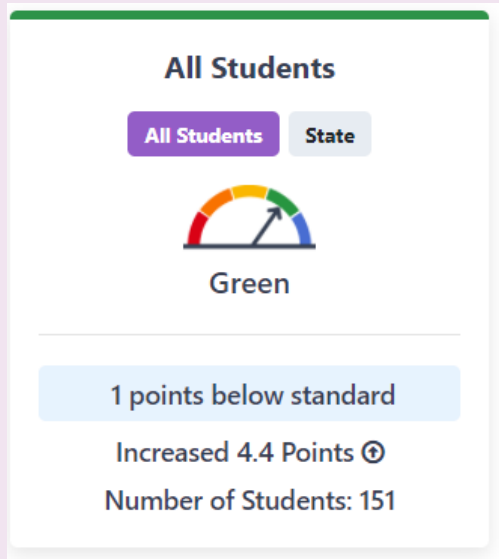 All Students
All Students State
Green
1 points below standard
Increased 4.4 Points
Number of Students: 151